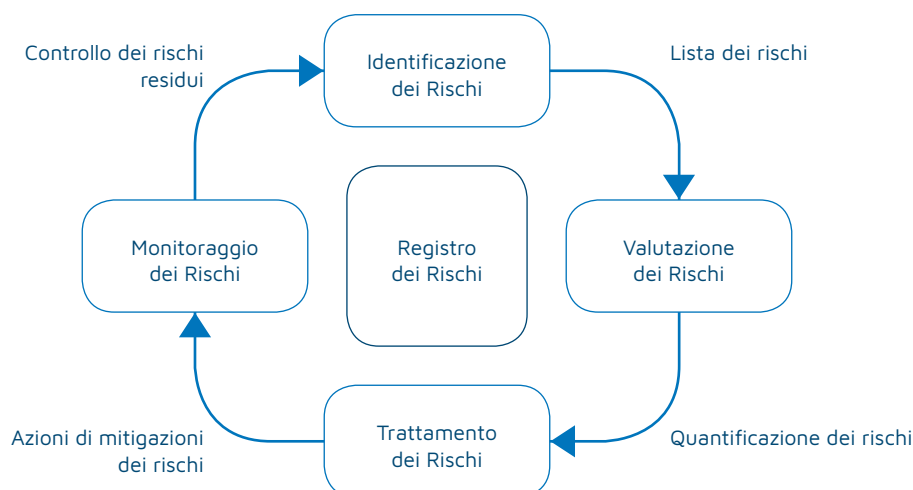 Controllo dei rischi
residui
Identificazione
dei Rischi
Lista dei rischi
Monitoraggio
dei Rischi
Registro
dei Rischi
Valutazione
dei Rischi
Azioni di mitigazioni
dei rischi
Trattamento
dei Rischi
Quantificazione dei rischi